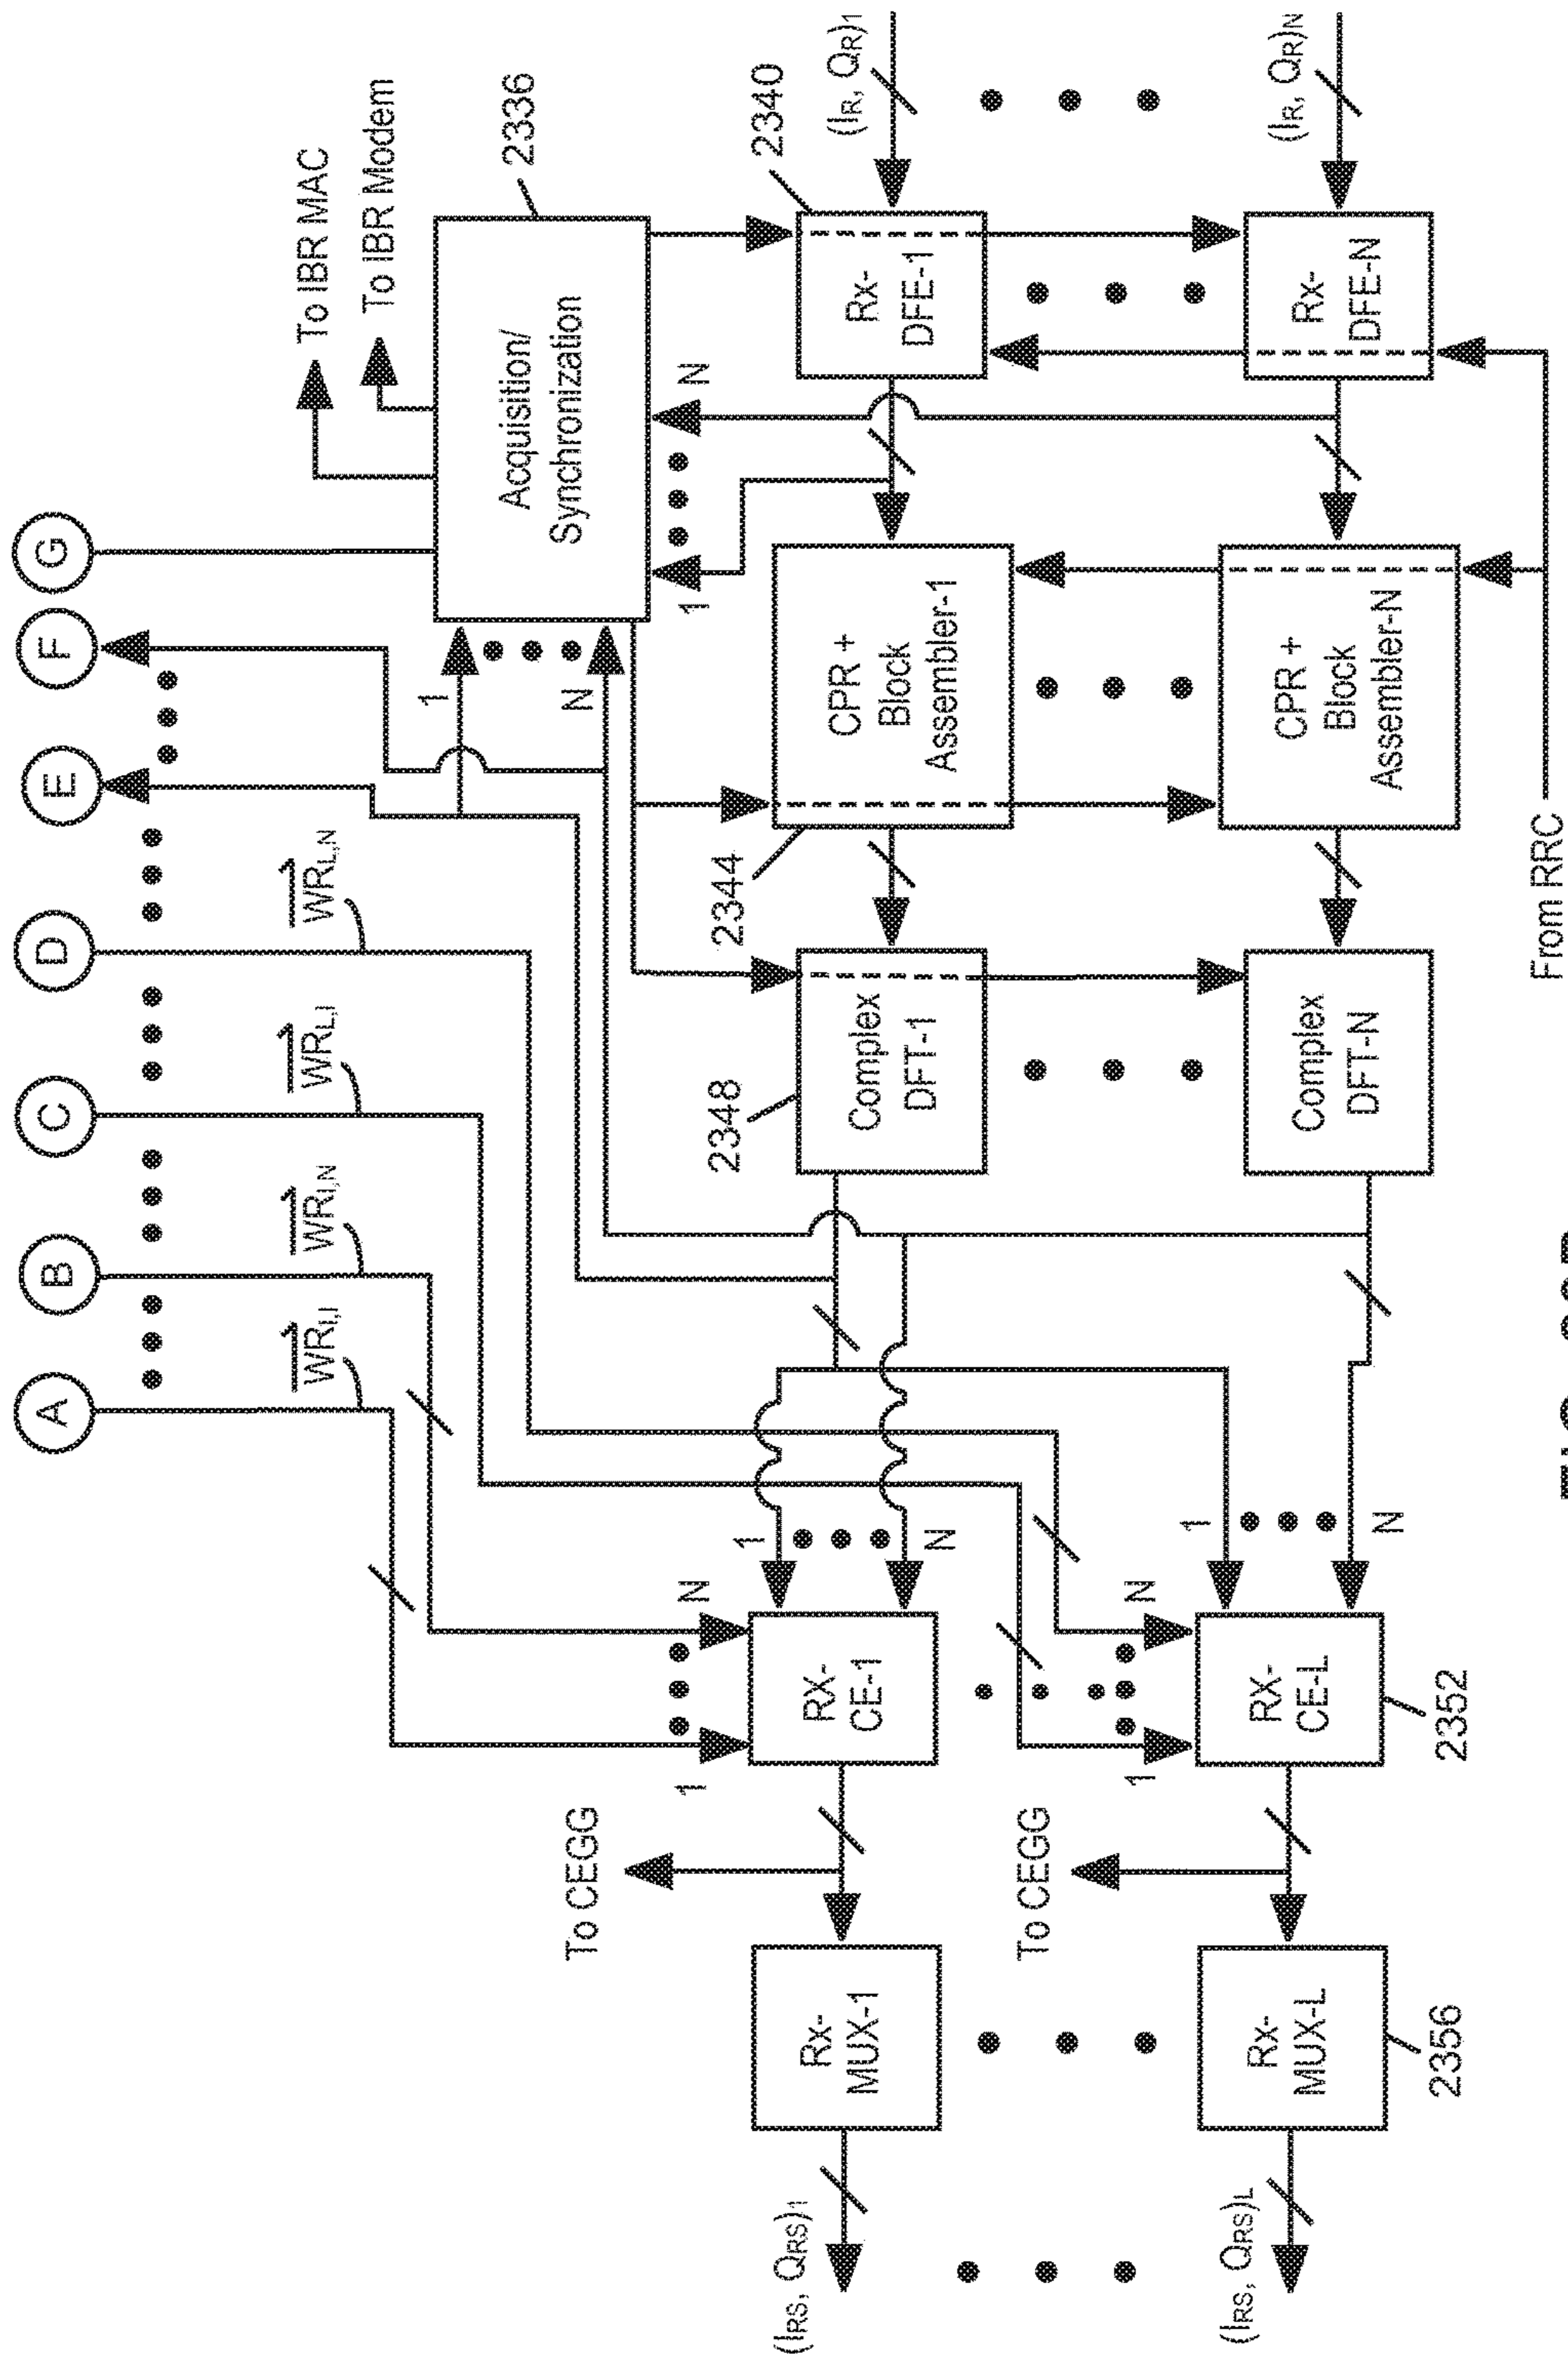 A
B
C
D
E
F
G
WRI,I
WRI,N
WRL,I
WRL,N
To IBR MAC
To IBR Modem
2336
Acquisition/
Synchronization
1
N
1
N
To CEGG
1
N
1
N
2348
2344
2340
(IRS, QRS)1
Rx-
MUX-1
RX-
CE-1
Complex
DFT-1
CPR +
Block
Assembler-1
Rx-
DFE-1
(IR, QR)1
To CEGG
1
N
1
N
(IRS, QRS)L
Rx-
MUX-L
RX-
CE-L
Complex
DFT-N
CPR +
Block
Assembler-N
Rx-
DFE-N
(IR, QR)N
2356
2352
From RRC